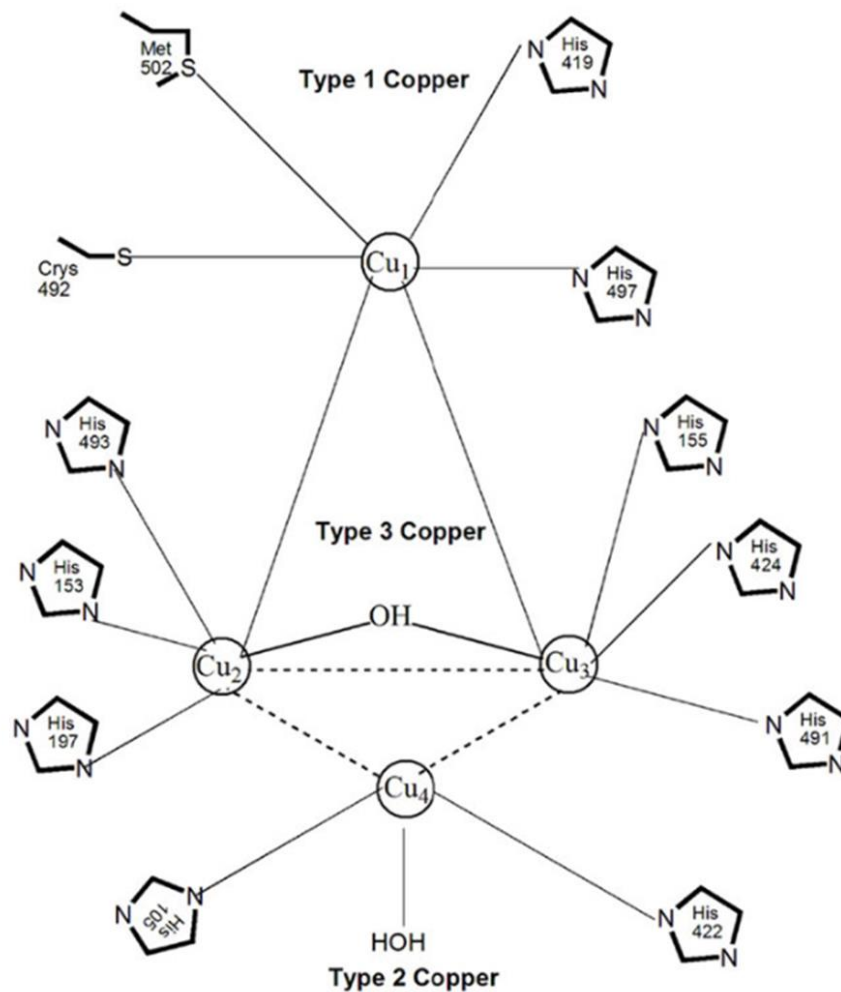 Met
502
S
Type 1 Copper
N
His
419
N
Crys
492
S
Cu1
N
His
497
N
N
His
493
N
N
His
155
N
Type 3 Copper
N
His
153
N
N
His
424
N
OH
Cu2
Cu3
N
His
197
N
N
His
491
N
Cu4
N
His
105
N
HOH
N
His
422
N
Type 2 Copper